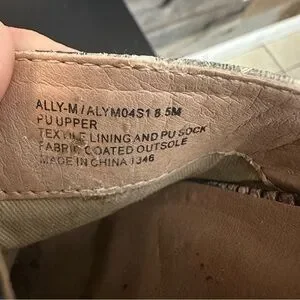 ALLY-M / ALYM04S1 8.5M
PU UPPER
TEXTILE LINING AND PU SOCK
FABRIC COATED OUTSOLE
MADE IN CHINA 1346